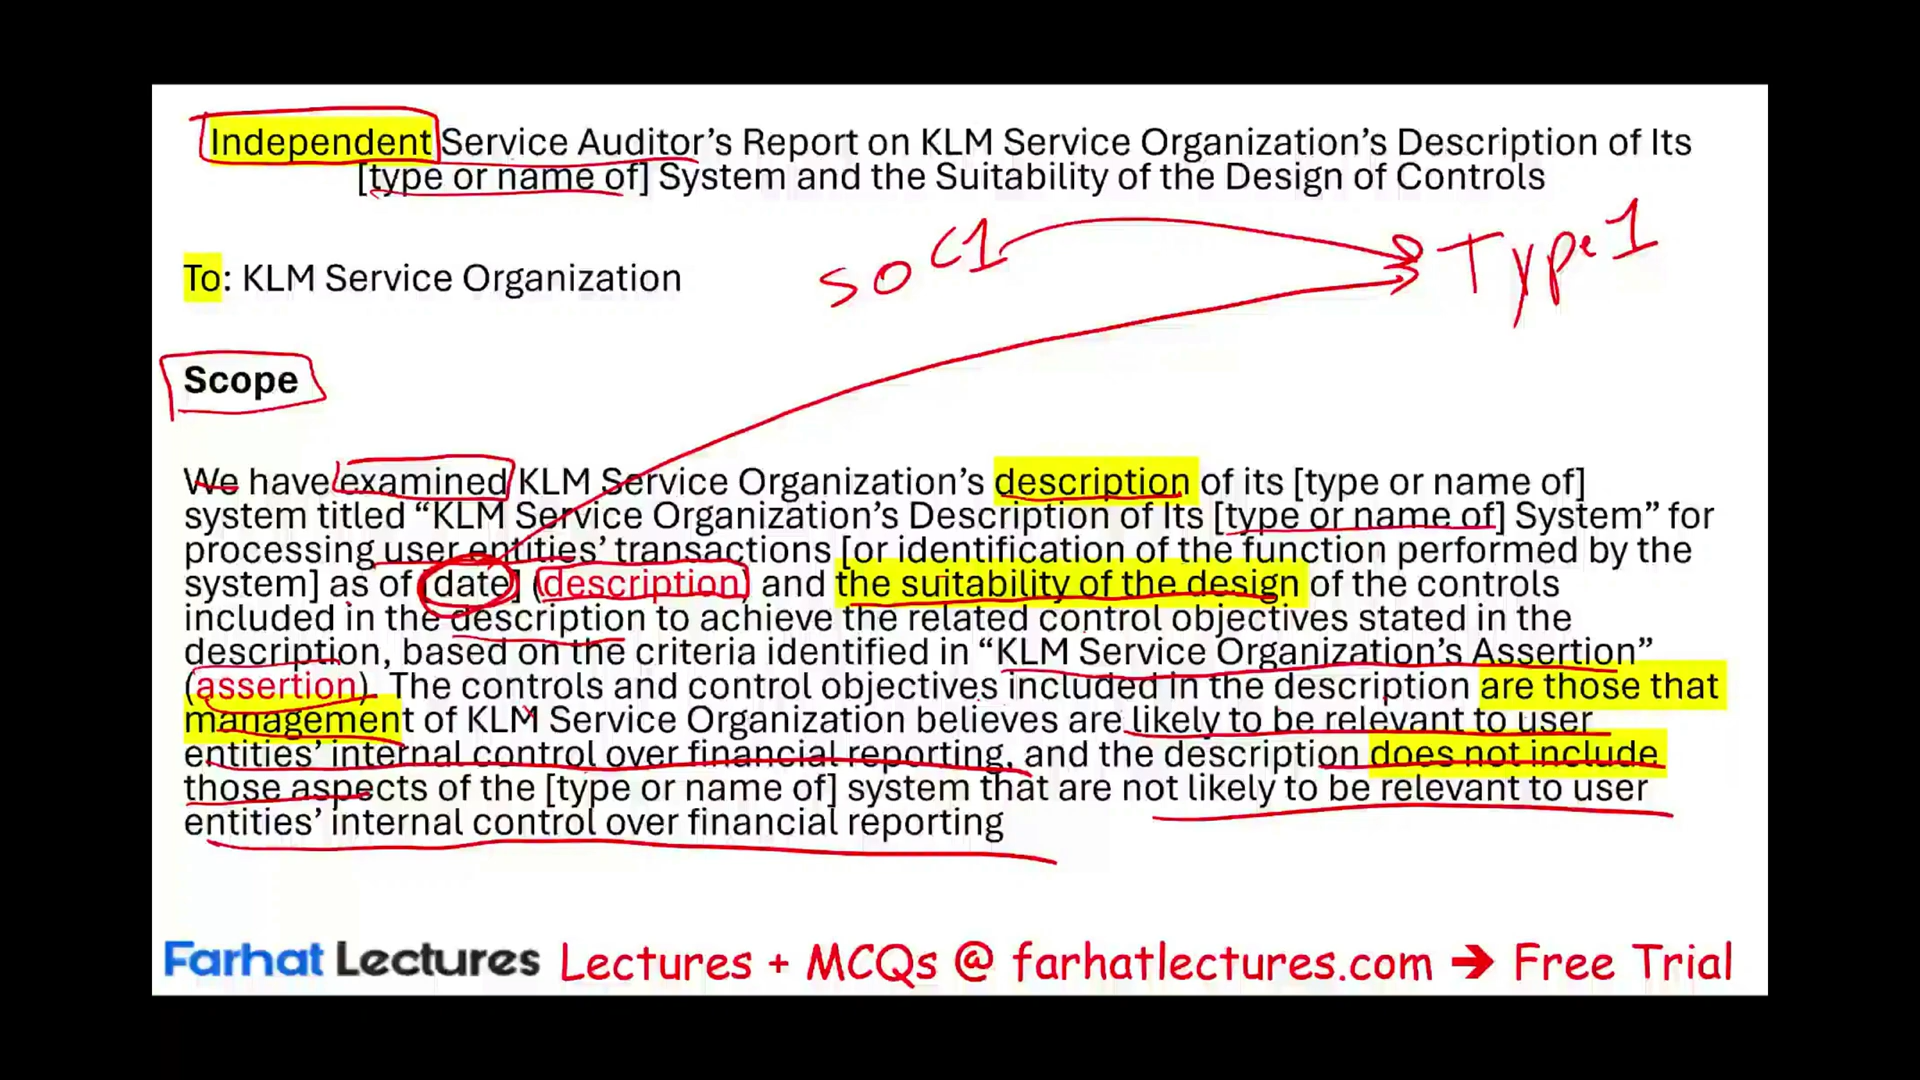 Independent Service Auditor's Report on KLM Service Organization's Description of Its
[type or name of] System and the Suitability of the Design of Controls
SOC1 Type 1
To: KLM Service Organization
Scope
We have examined KLM Service Organization's description of its [type or name of]
system titled “KLM Service Organization's Description of Its [type or name of] System” for
processing user entities' transactions [or identification of the function performed by the
system] as of [date] (description) and the suitability of the design of the controls
included in the description to achieve the related control objectives stated in the
description, based on the criteria identified in “KLM Service Organization's Assertion”
(assertion). The controls and control objectives included in the description are those that
management of KLM Service Organization believes are likely to be relevant to user
entities' internal control over financial reporting, and the description does not include
those aspects of the [type or name of] system that are not likely to be relevant to user
entities' internal control over financial reporting
Farhat Lectures Lectures + MCQs @ farhatlectures.com → Free Trial